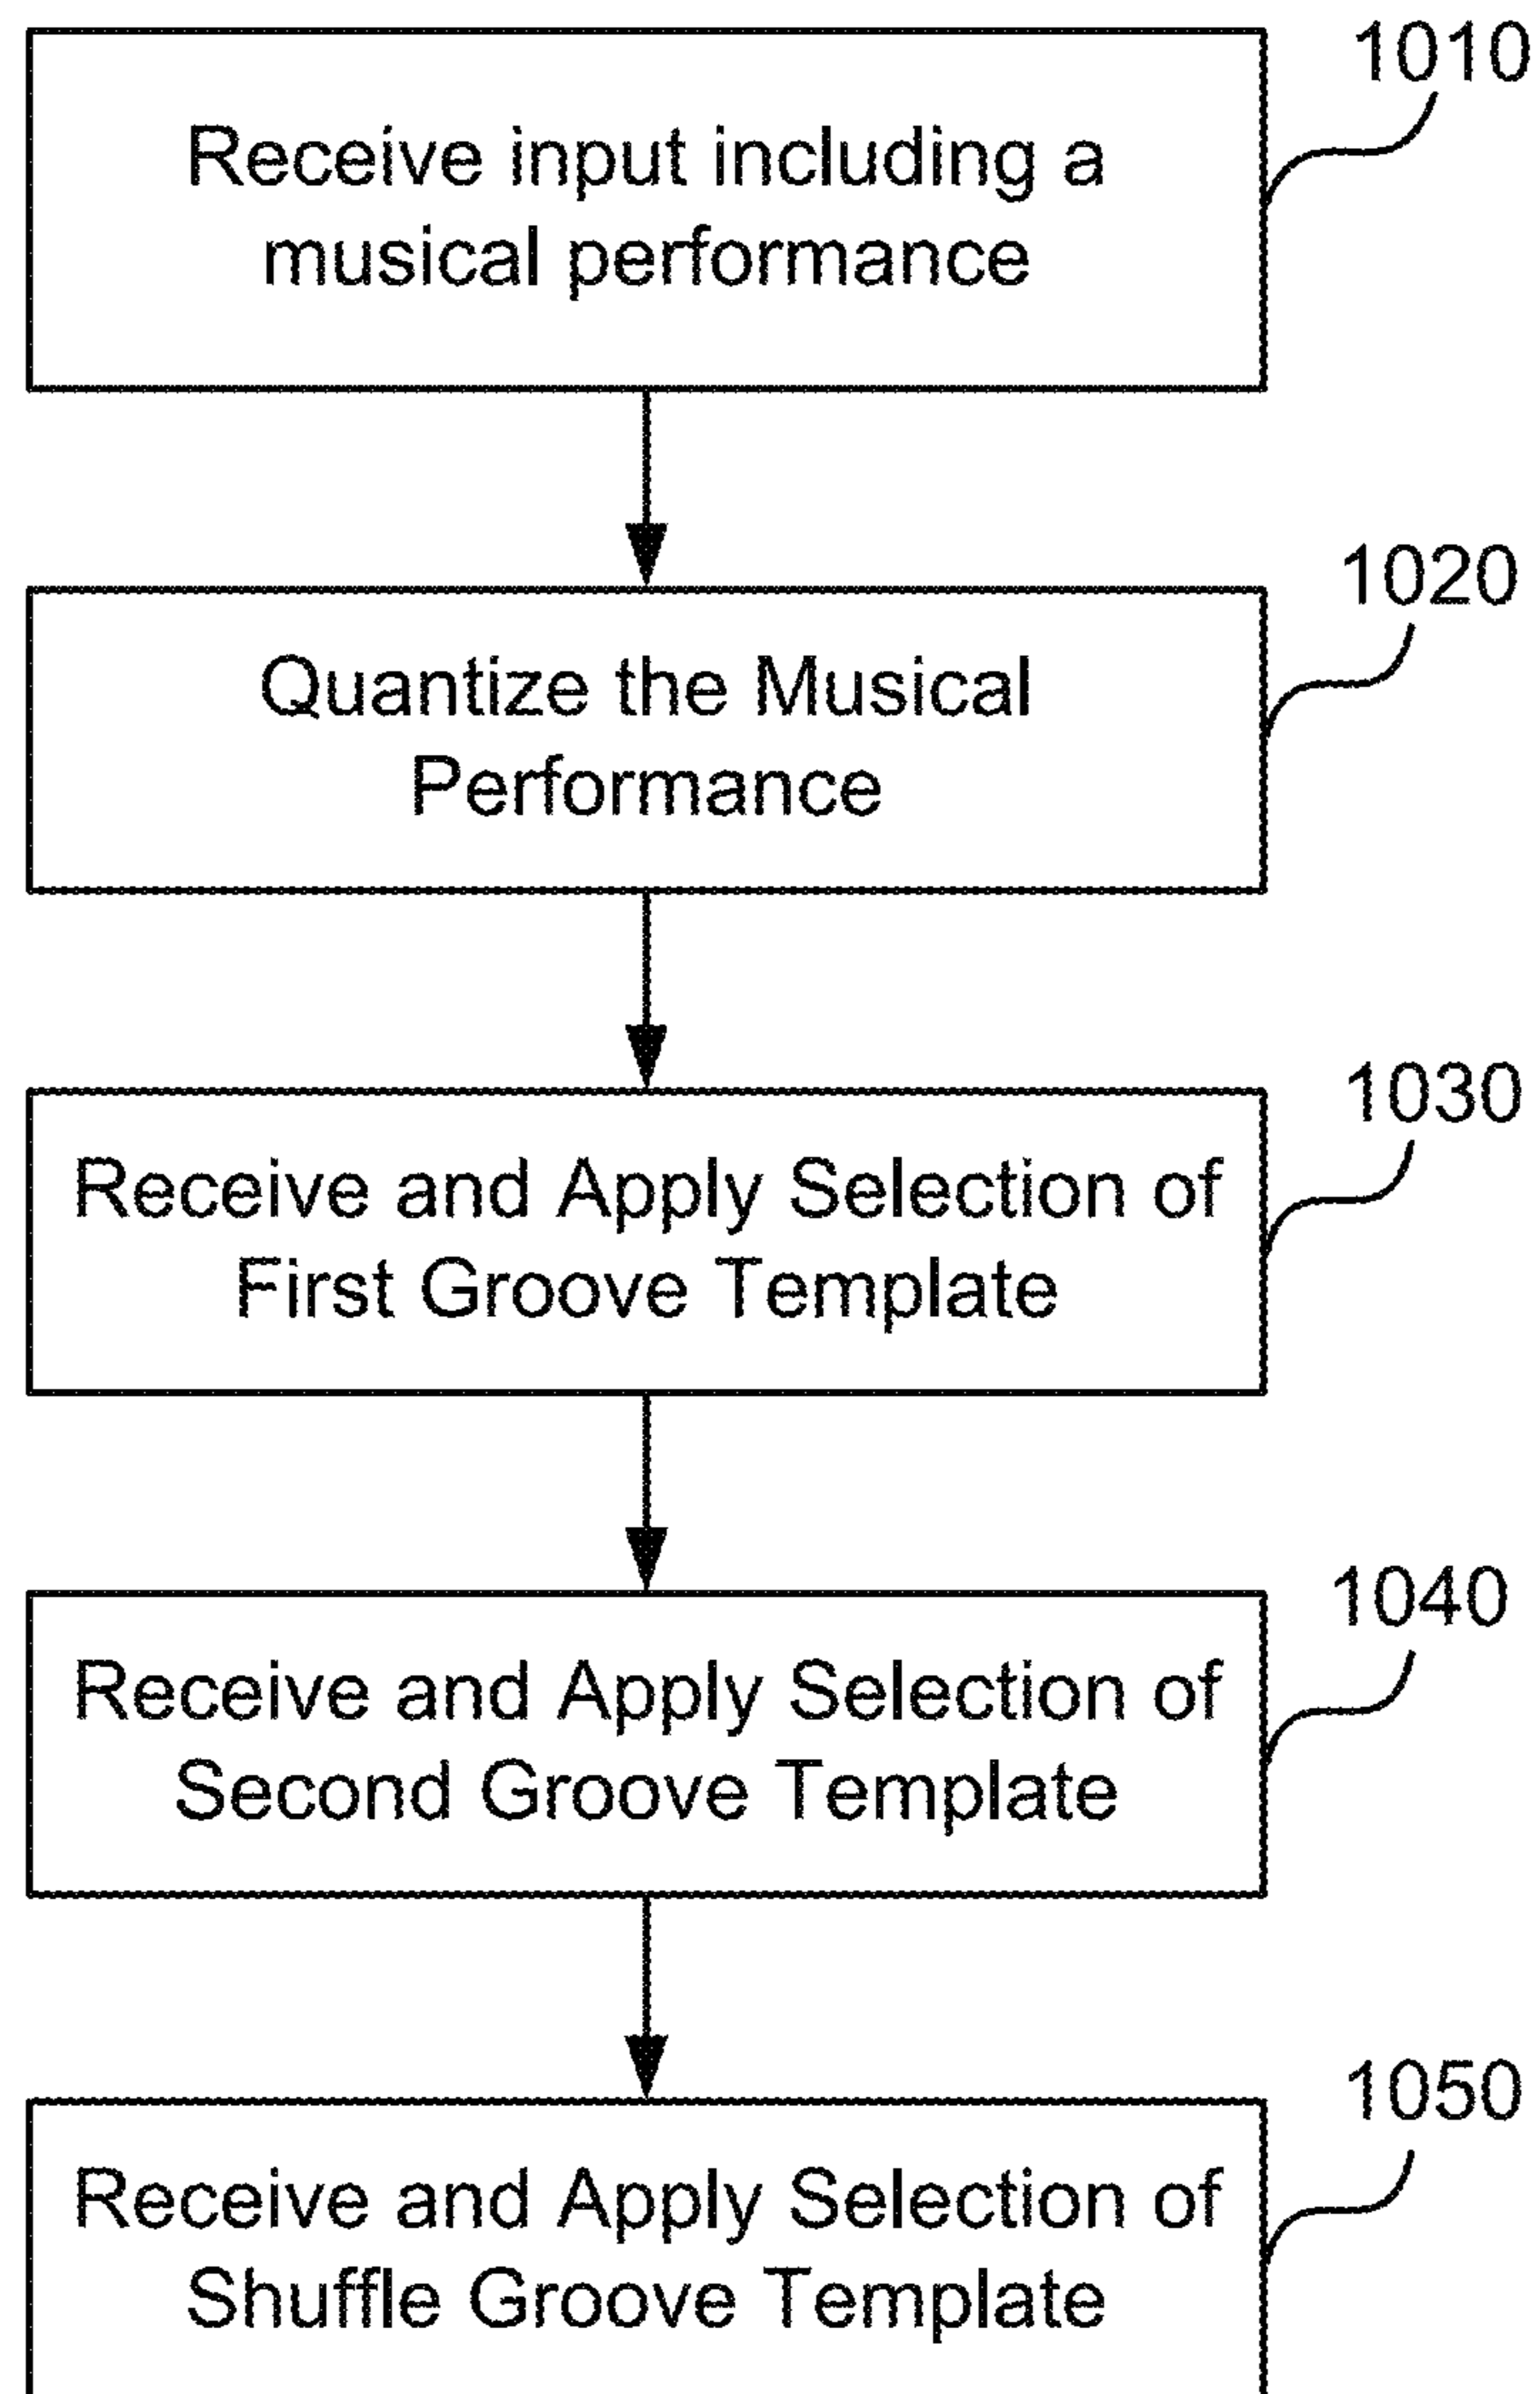 1010
Receive input including a
musical performance
1020
Quantize the Musical
Performance
1030
Receive and Apply Selection of
First Groove Template
1040
Receive and Apply Selection of
Second Groove Template
1050
Receive and Apply Selection of
Shuffle Groove Template